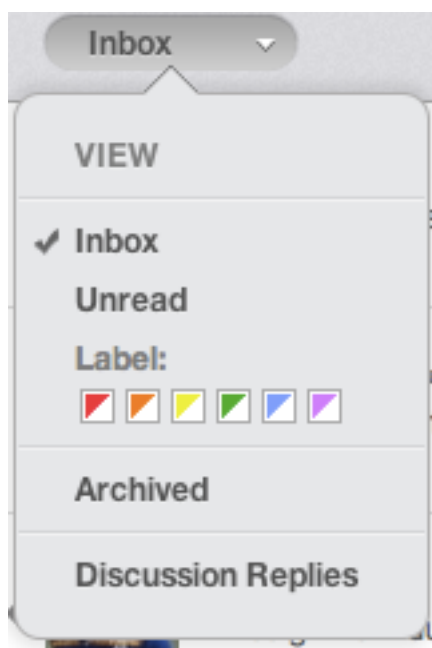 Inbox
VIEW
Inbox
Unread
Label:
Archived
Discussion Replies